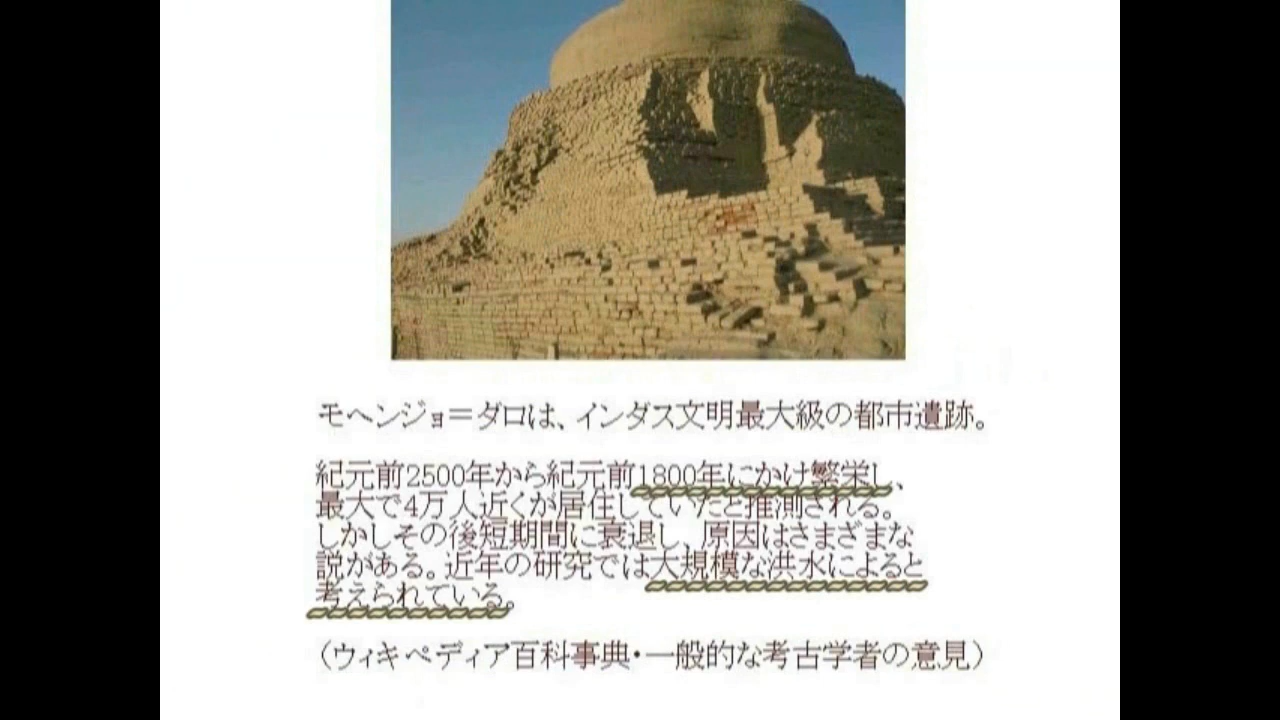 モヘンジョ＝ダロは、インダス文明最大級の都市遺跡。
紀元前2500年から紀元前1800年にかけ繁栄し、
最大で4万人近くが居住していたと推測される。
しかしその後短期間に衰退し、原因はさまざまな
説がある。近年の研究では大規模な洪水によると
考えられている。
（ウィキペディア百科事典・一般的な考古学者の意見）